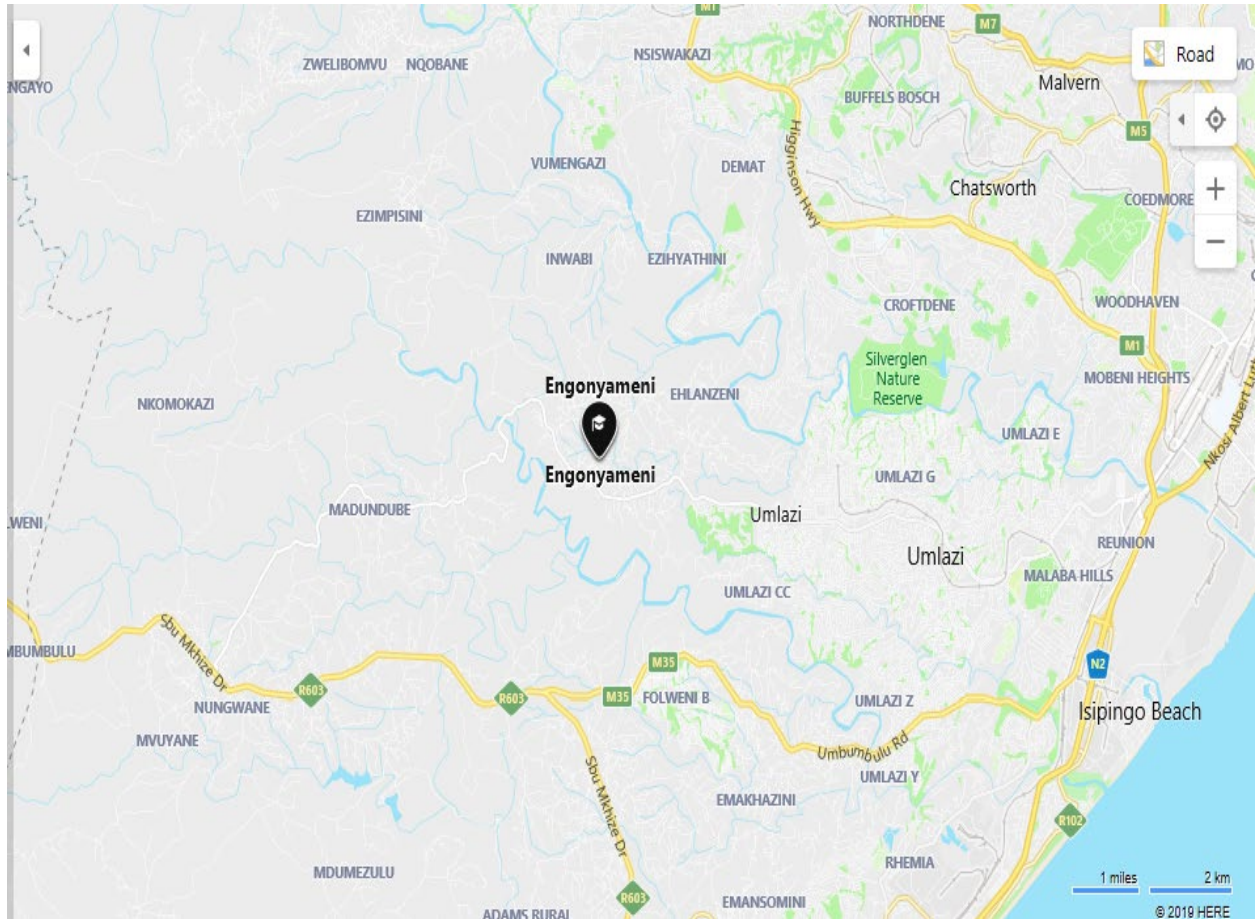 M1
NORTHDENE
M7
NSISWAKAZI
ZWELIBOMVU
NQOBANE
Road
NGAYO
Malvern
BUFFELS BOSCH
M5
Higginson Hwy
VUMENGAZI
DEMAT
Chatsworth
COEDMORE
EZIMPISINI
INWABI
EZIHYATHINI
CROFTDENE
WOODHAVEN
M1
Silverglen
Nature
Reserve
MOBENI HEIGHTS
Engonyameni
EHLANZENI
NKOMOKAZI
UMLAZI E
Nkosi Albert Luth
Engonyameni
UMLAZI G
MADUNDUBE
Umlazi
LWENI
REUNION
Umlazi
MALABA HILLS
UMLAZI CC
Sbu Mkhize Dr
MBUMBULU
M35
N2
R603
R603
M35
FOLWENI B
UMLAZI Z
NUNGWANE
Isipingo Beach
MVUYANE
Umbumbulu Rd
UMLAZI Y
Sbu Mkhize Dr
EMAKHAZINI
R102
RHEMIA
MDUMEZULU
1 miles
2 km
R603
EMANSOMINI
ADAMS RURAL
© 2019 HERE